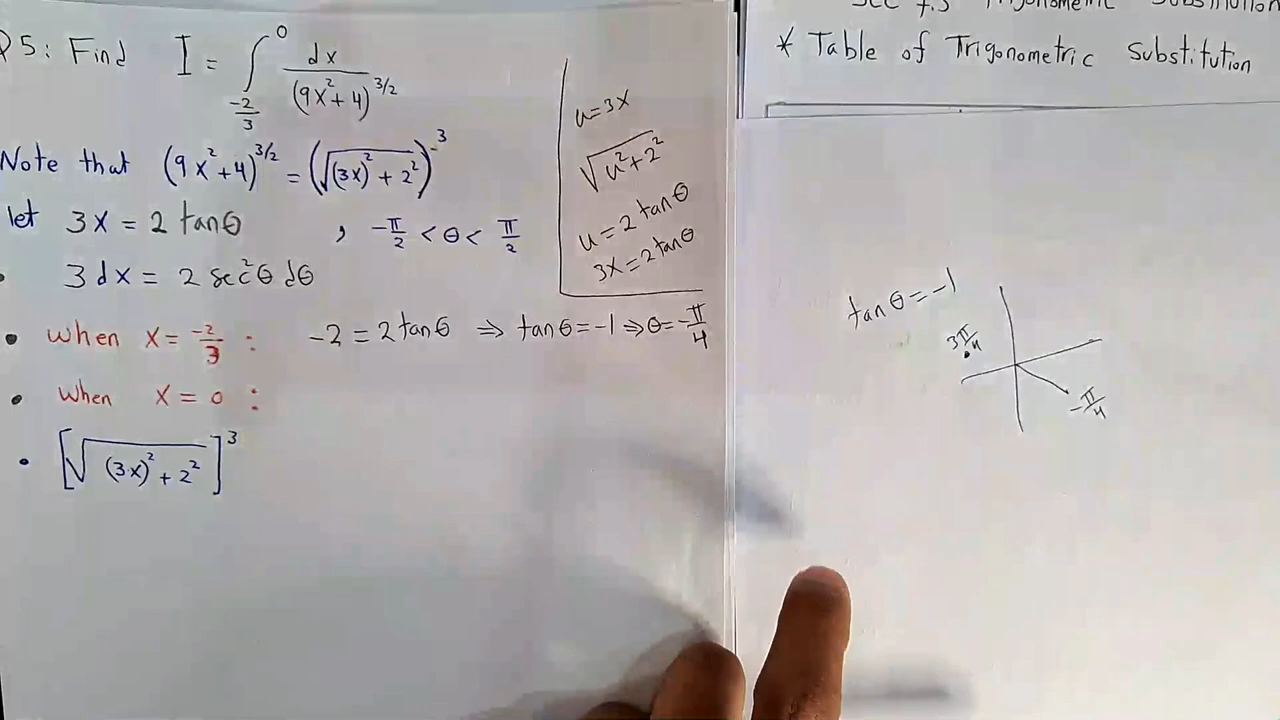 5: Find I = ∫_{-2/3}^{0} dx / (9x²+4)^{3/2}
Note that (9x²+4)^{3/2} = (√((3x)²+2²))^{-3}
let 3x = 2 tanθ , -π/2 < θ < π/2
3dx = 2 sec²θ dθ
• when x = -2/3 : -2 = 2 tanθ ⇒ tanθ = -1 ⇒ θ = -π/4
• when x = 0 :
• [√((3x)²+2²)]³
u = 3x
√(u²+2²)
u = 2 tanθ
3x = 2 tanθ
* Table of Trigonometric Substitution
tanθ = -1
3π/4
-π/4